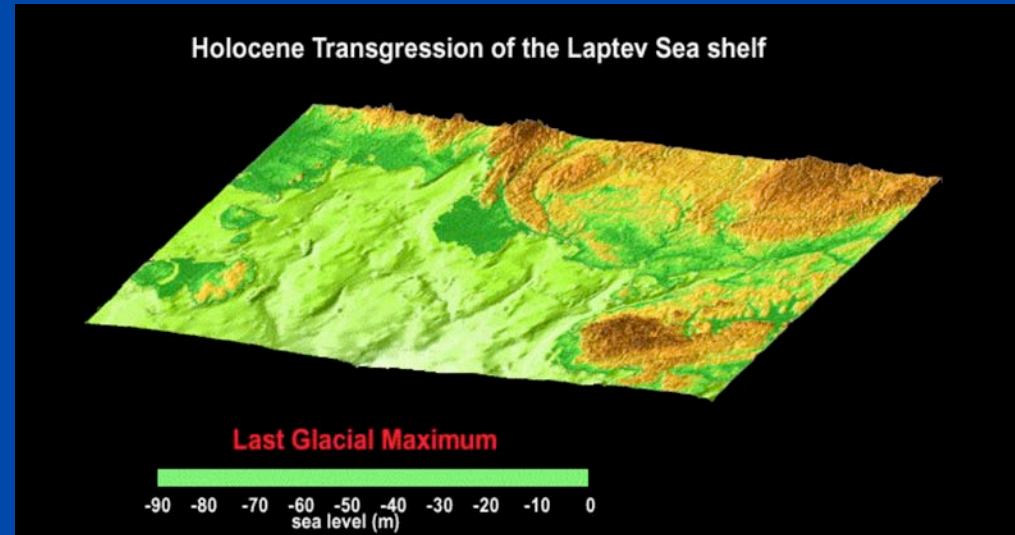 Holocene Transgression of the Laptev Sea shelf
Last Glacial Maximum
-90 -80 -70 -60 -50 -40 -30 -20 -10 0
sea level (m)